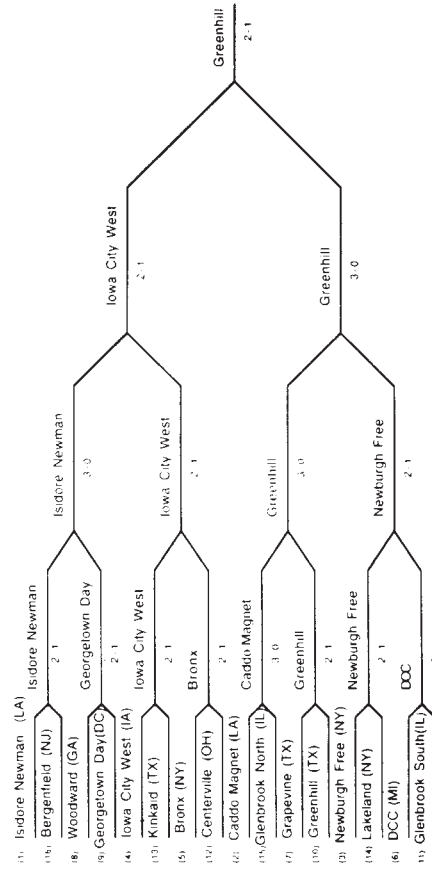 (1) Isidore Newman (LA)
(16) Bergenfield (NJ)
(8) Woodward (GA)
(9) Georgetown Day(DC)
(4) Iowa City West (IA)
(13) Kinkaid (TX)
(5) Bronx (NY)
(12) Centerville (OH)
(2) Caddo Magnet (LA)
(15) Glenbrook North (IL
(7) Grapevine (TX)
(10) Greenhill (TX)
(3) Newburgh Free (NY)
(14) Lakeland (NY)
(6) DCC (MI)
Glenbrook South(IL)
Isidore Newman
2-1
Georgetown Day
2-1
Iowa City West
2-1
Bronx
2-1
Caddo Magnet
3-0
Greenhill
2-1
Newburgh Free
2-1
DCC
Isidore Newman
3-0
Iowa City West
2-1
Greenhill
3-0
Newburgh Free
2-1
Iowa City West
2-1
Greenhill
3-0
Greenhill
2-1